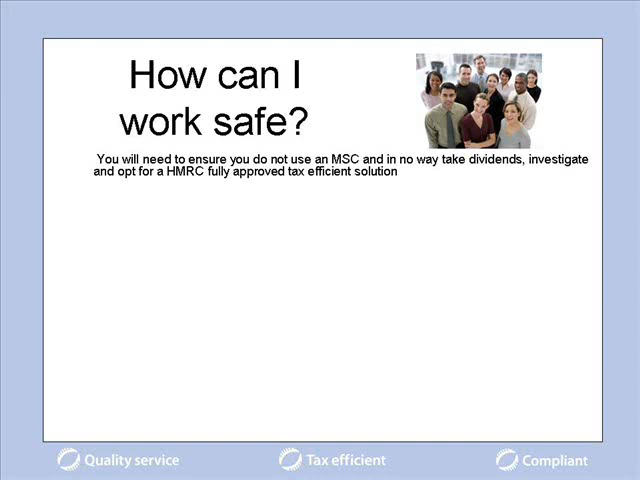 How can I
work safe?
You will need to ensure you do not use an MSC and in no way take dividends, investigate
and opt for a HMRC fully approved tax efficient solution
Quality service
Tax efficient
Compliant